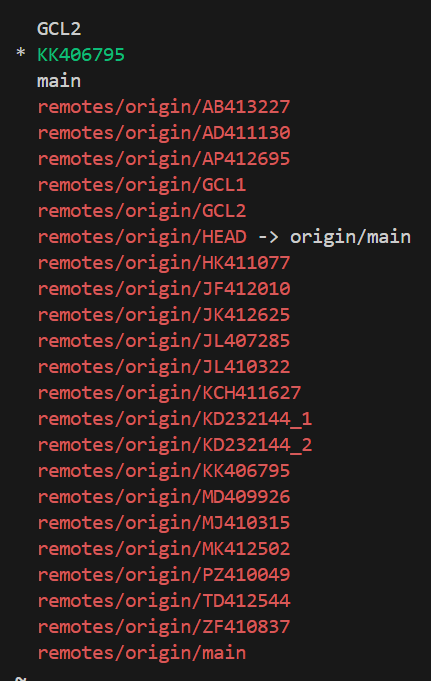 GCL2
* KK406795
main
remotes/origin/AB413227
remotes/origin/AD411130
remotes/origin/AP412695
remotes/origin/GCL1
remotes/origin/GCL2
remotes/origin/HEAD -> origin/main
remotes/origin/HK411077
remotes/origin/JF412010
remotes/origin/JK412625
remotes/origin/JL407285
remotes/origin/JL410322
remotes/origin/KCH411627
remotes/origin/KD232144_1
remotes/origin/KD232144_2
remotes/origin/KK406795
remotes/origin/MD409926
remotes/origin/MJ410315
remotes/origin/MK412502
remotes/origin/PZ410049
remotes/origin/TD412544
remotes/origin/ZF410837
remotes/origin/main
~